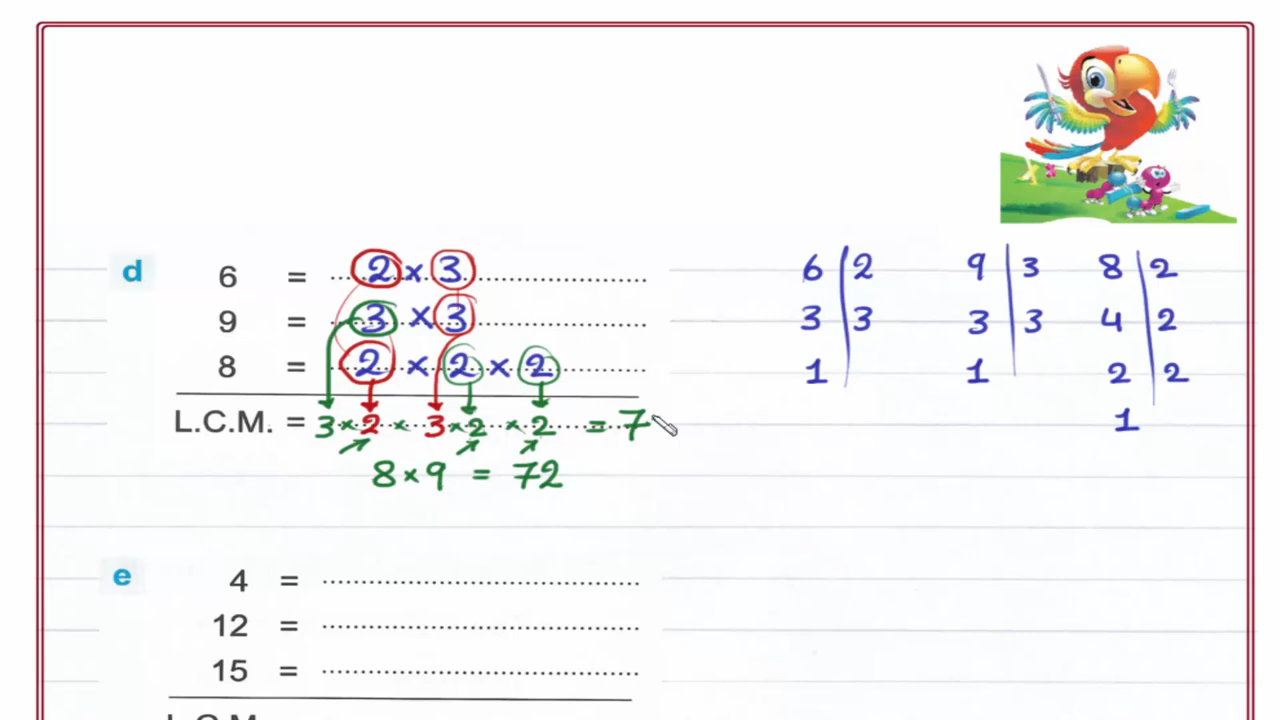 d 6 = 2 × 3
9 = 3 × 3
8 = 2 × 2 × 2
L.C.M. = 3 × 2 × 3 × 2 × 2 = 7
8 × 9 = 72
6 2 9 3 8 2
3 3 3 3 4 2
1 1 2 2
1
e 4 =
12 =
15 =
L.C.M.